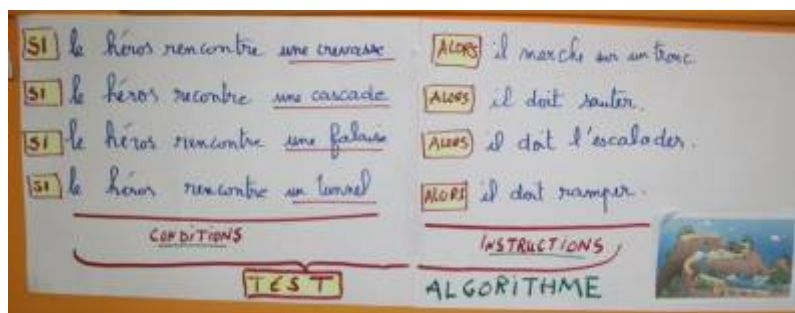 SI le héros rencontre une crevasse ALORS il marche sur un tronc.
SI le héros recontre une cascade ALORS il doit sauter.
SI le héros rencontre une falaise ALORS il doit l'escalader.
SI le héros rencontre un tunnel ALORS il doit ramper.
CONDITIONS INSTRUCTIONS
TEST ALGORITHME